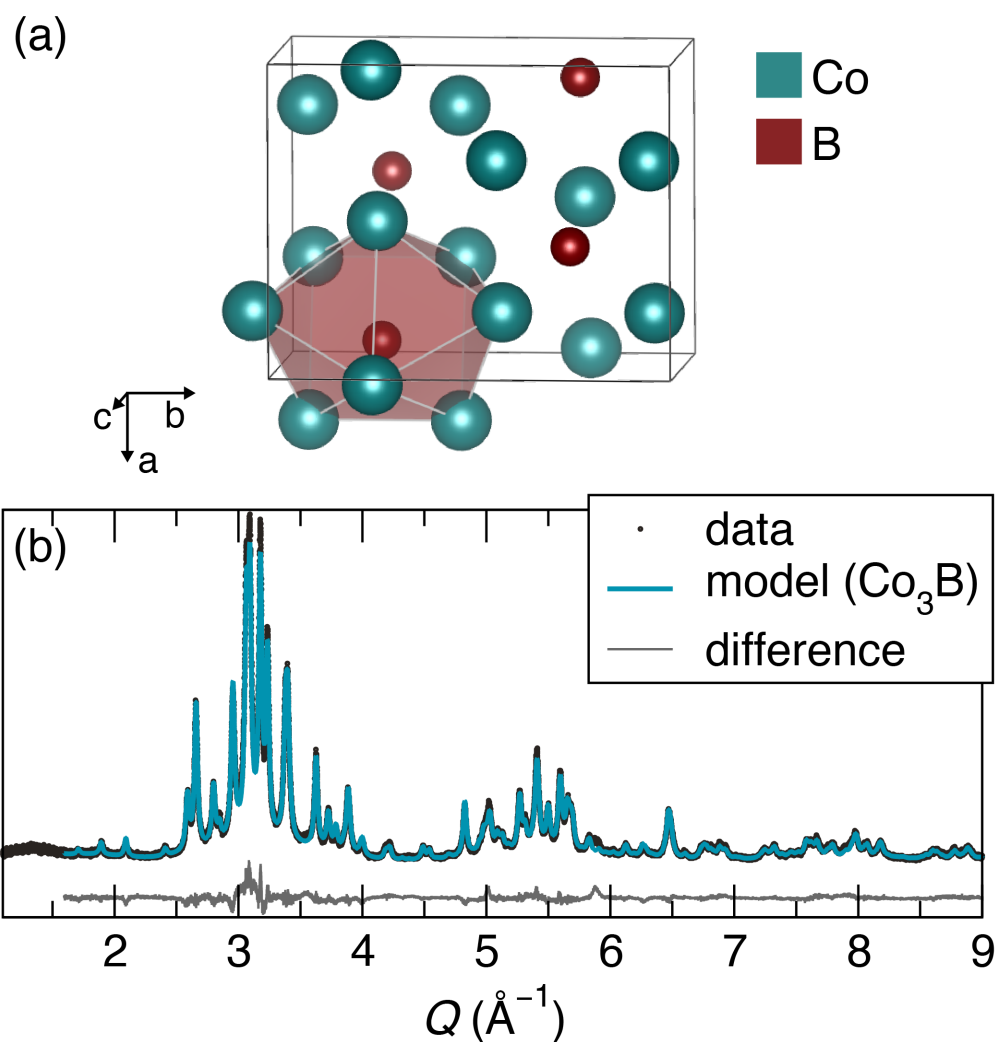 (a)
Co
B
c
b
a
(b)
data
model (Co₃B)
difference
2 3 4 5 6 7 8 9
Q (Å⁻¹)